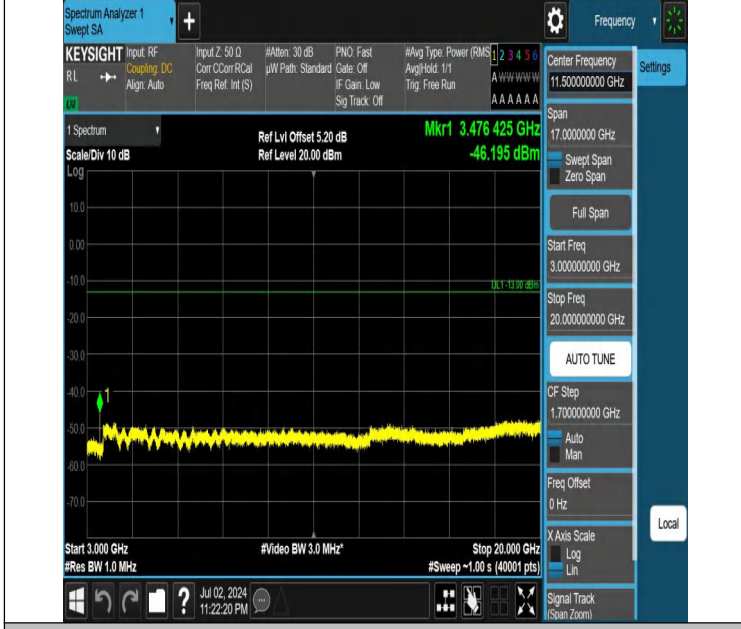 Spectrum Analyzer 1
Swept SA
+
Frequency
KEYSIGHT
Input: RF
Coupling: DC
Align: Auto
RL
LXI
Input Z: 50 Ω
Corr CCorr RCal
Freq Ref: Int (S)
#Atten: 30 dB
µW Path: Standard
PNO: Fast
Gate: Off
IF Gain: Low
Sig Track: Off
#Avg Type: Power (RMS
Avg|Hold: 1/1
Trig: Free Run
1 2 3 4 5 6
A W W W W W
A A A A A A
1 Spectrum
Scale/Div 10 dB
Ref Lvl Offset 5.20 dB
Ref Level 20.00 dBm
Mkr1 3.476 425 GHz
-46.195 dBm
Log
10.0
0.00
-10.0
DL1 -13.00 dBm
-20.0
-30.0
-40.0
1
-50.0
-60.0
-70.0
Start 3.000 GHz
#Res BW 1.0 MHz
#Video BW 3.0 MHz*
Stop 20.000 GHz
#Sweep ~1.00 s (40001 pts)
?
Jul 02, 2024
11:22:20 PM
Center Frequency
11.500000000 GHz
Settings
Span
17.0000000 GHz
Swept Span
Zero Span
Full Span
Start Freq
3.000000000 GHz
Stop Freq
20.000000000 GHz
AUTO TUNE
CF Step
1.700000000 GHz
Auto
Man
Freq Offset
0 Hz
X Axis Scale
Log
Lin
Local
Signal Track
(Span Zoom)